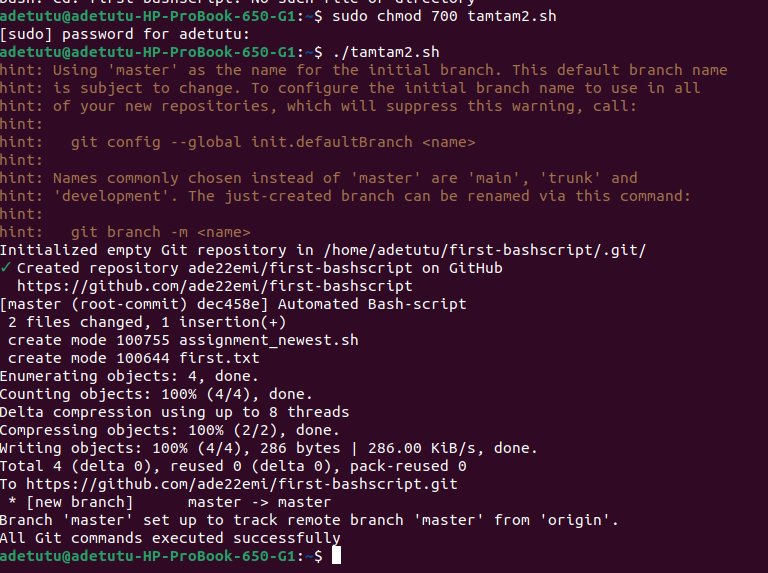 adetutu@adetutu-HP-ProBook-650-G1:~$ sudo chmod 700 tamtam2.sh
[sudo] password for adetutu:
adetutu@adetutu-HP-ProBook-650-G1:~$ ./tamtam2.sh
hint: Using 'master' as the name for the initial branch. This default branch name
hint: is subject to change. To configure the initial branch name to use in all
hint: of your new repositories, which will suppress this warning, call:
hint:
hint:   git config --global init.defaultBranch <name>
hint:
hint: Names commonly chosen instead of 'master' are 'main', 'trunk' and
hint: 'development'. The just-created branch can be renamed via this command:
hint:
hint:   git branch -m <name>
Initialized empty Git repository in /home/adetutu/first-bashscript/.git/
✓ Created repository ade22emi/first-bashscript on GitHub
  https://github.com/ade22emi/first-bashscript
[master (root-commit) dec458e] Automated Bash-script
 2 files changed, 1 insertion(+)
 create mode 100755 assignment_newest.sh
 create mode 100644 first.txt
Enumerating objects: 4, done.
Counting objects: 100% (4/4), done.
Delta compression using up to 8 threads
Compressing objects: 100% (2/2), done.
Writing objects: 100% (4/4), 286 bytes | 286.00 KiB/s, done.
Total 4 (delta 0), reused 0 (delta 0), pack-reused 0
To https://github.com/ade22emi/first-bashscript.git
 * [new branch]      master -> master
Branch 'master' set up to track remote branch 'master' from 'origin'.
All Git commands executed successfully
adetutu@adetutu-HP-ProBook-650-G1:~$